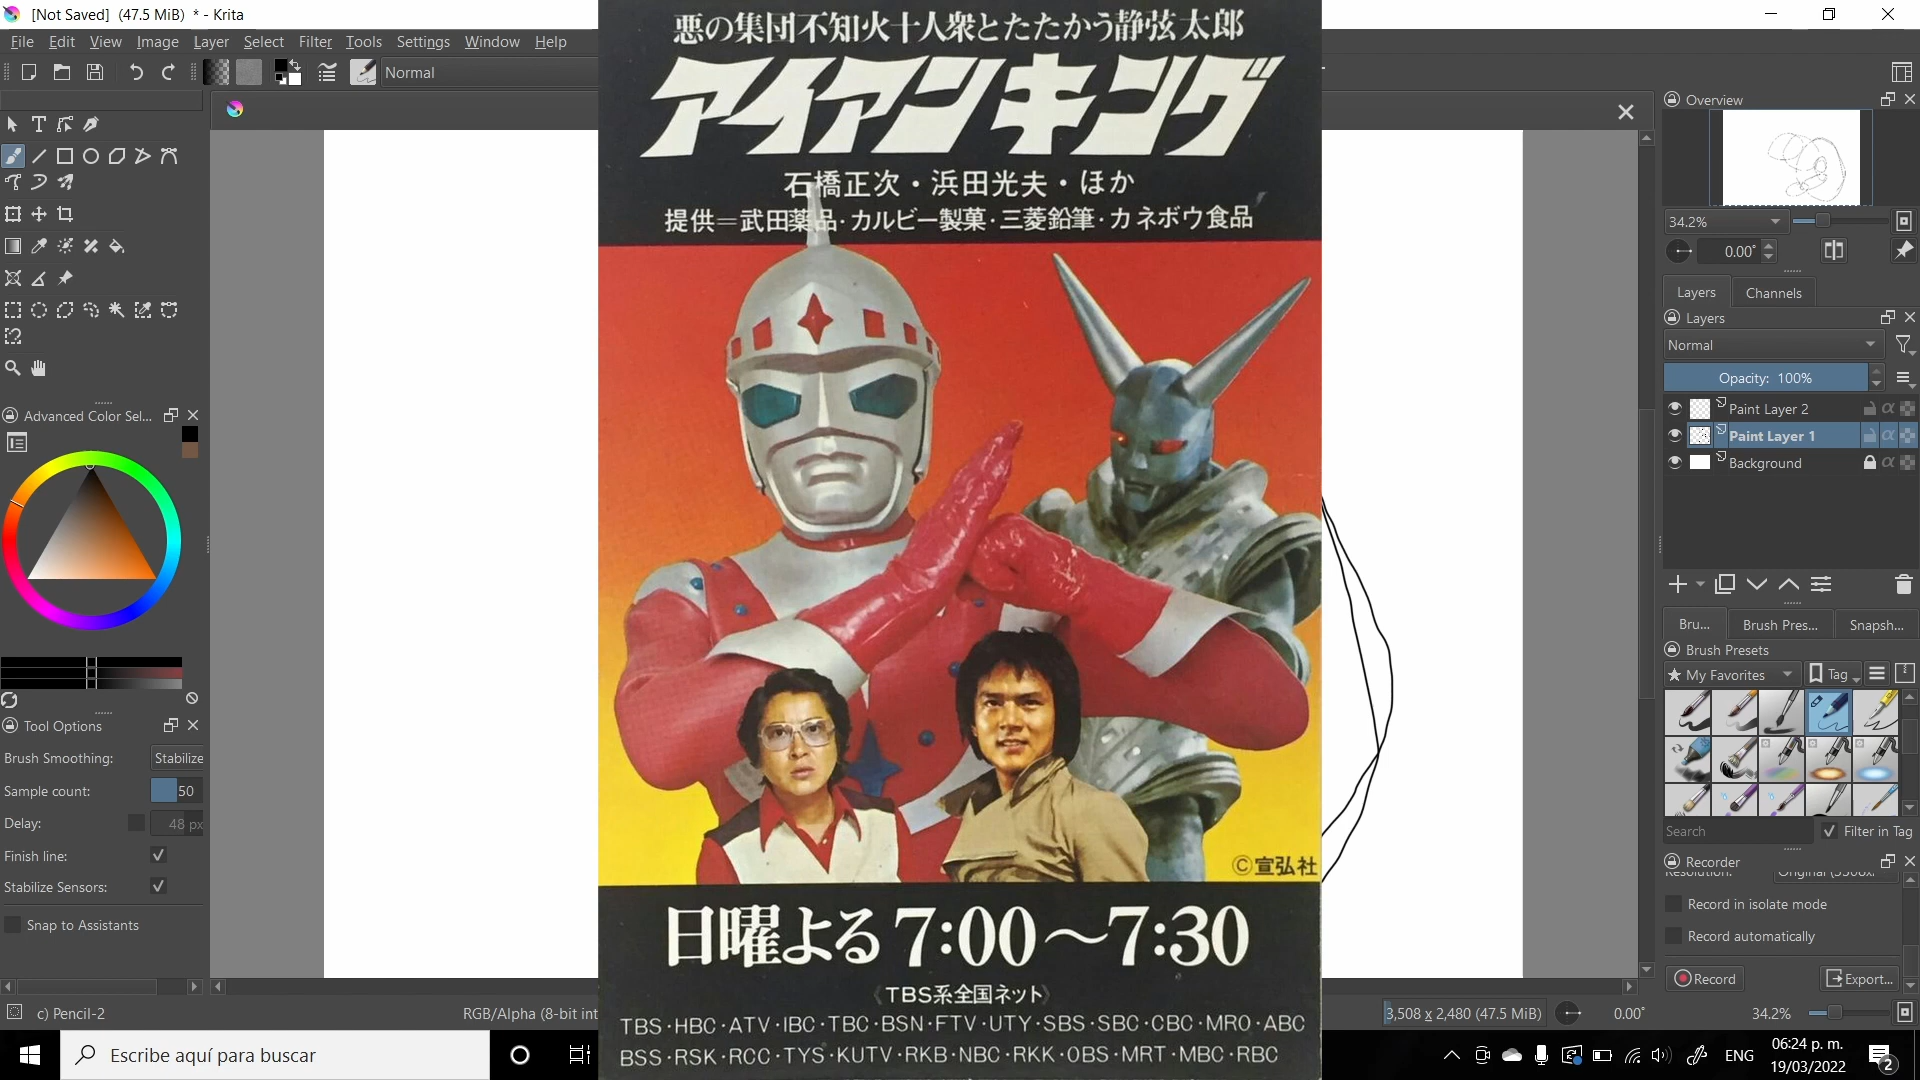 [Not Saved] (47.5 MiB) * - Krita
File Edit View Image Layer Select Filter Tools Settings Window Help
Normal
悪の集団不知火十人衆とたたかう静弦太郎
アイアンキング
石橋正次・浜田光夫・ほか
提供=武田薬品・カルビー製菓・三菱鉛筆・カネボウ食品
©宣弘社
日曜よる7:00〜7:30
《TBS系全国ネット》
TBS・HBC・ATV・IBC・TBC・BSN・FTV・UTY・SBS・SBC・CBC・MRO・ABC
BSS・RSK・RCC・TYS・KUTV・RKB・NBC・RKK・OBS・MRT・MBC・RBC
Advanced Color Sel...
Tool Options
Brush Smoothing: Stabilize
Sample count: 50
Delay: 48 px
Finish line:
Stabilize Sensors:
Snap to Assistants
Overview
34.2%
0.00°
Layers Channels
Layers
Normal
Opacity: 100%
Paint Layer 2
Paint Layer 1
Background
Bru... Brush Pres... Snapsh...
Brush Presets
My Favorites Tag
Search Filter in Tag
Recorder
Resolution: Original (3508x
Record in isolate mode
Record automatically
Record Export...
c) Pencil-2 RGB/Alpha (8-bit int 3,508 x 2,480 (47.5 MiB) 0.00° 34.2%
Escribe aquí para buscar
ENG
06:24 p. m.
19/03/2022
2